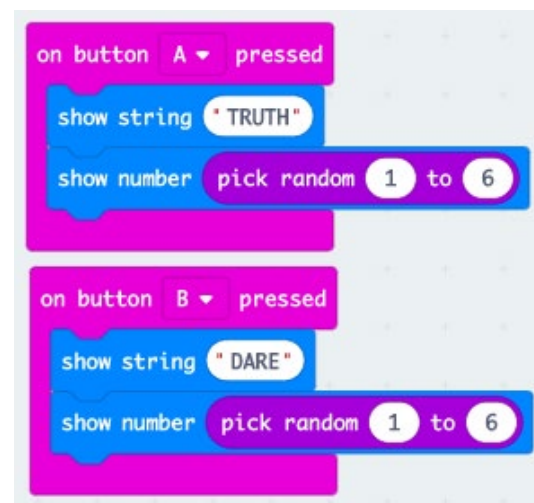 on button A pressed
show string "TRUTH"
show number pick random 1 to 6
on button B pressed
show string "DARE"
show number pick random 1 to 6